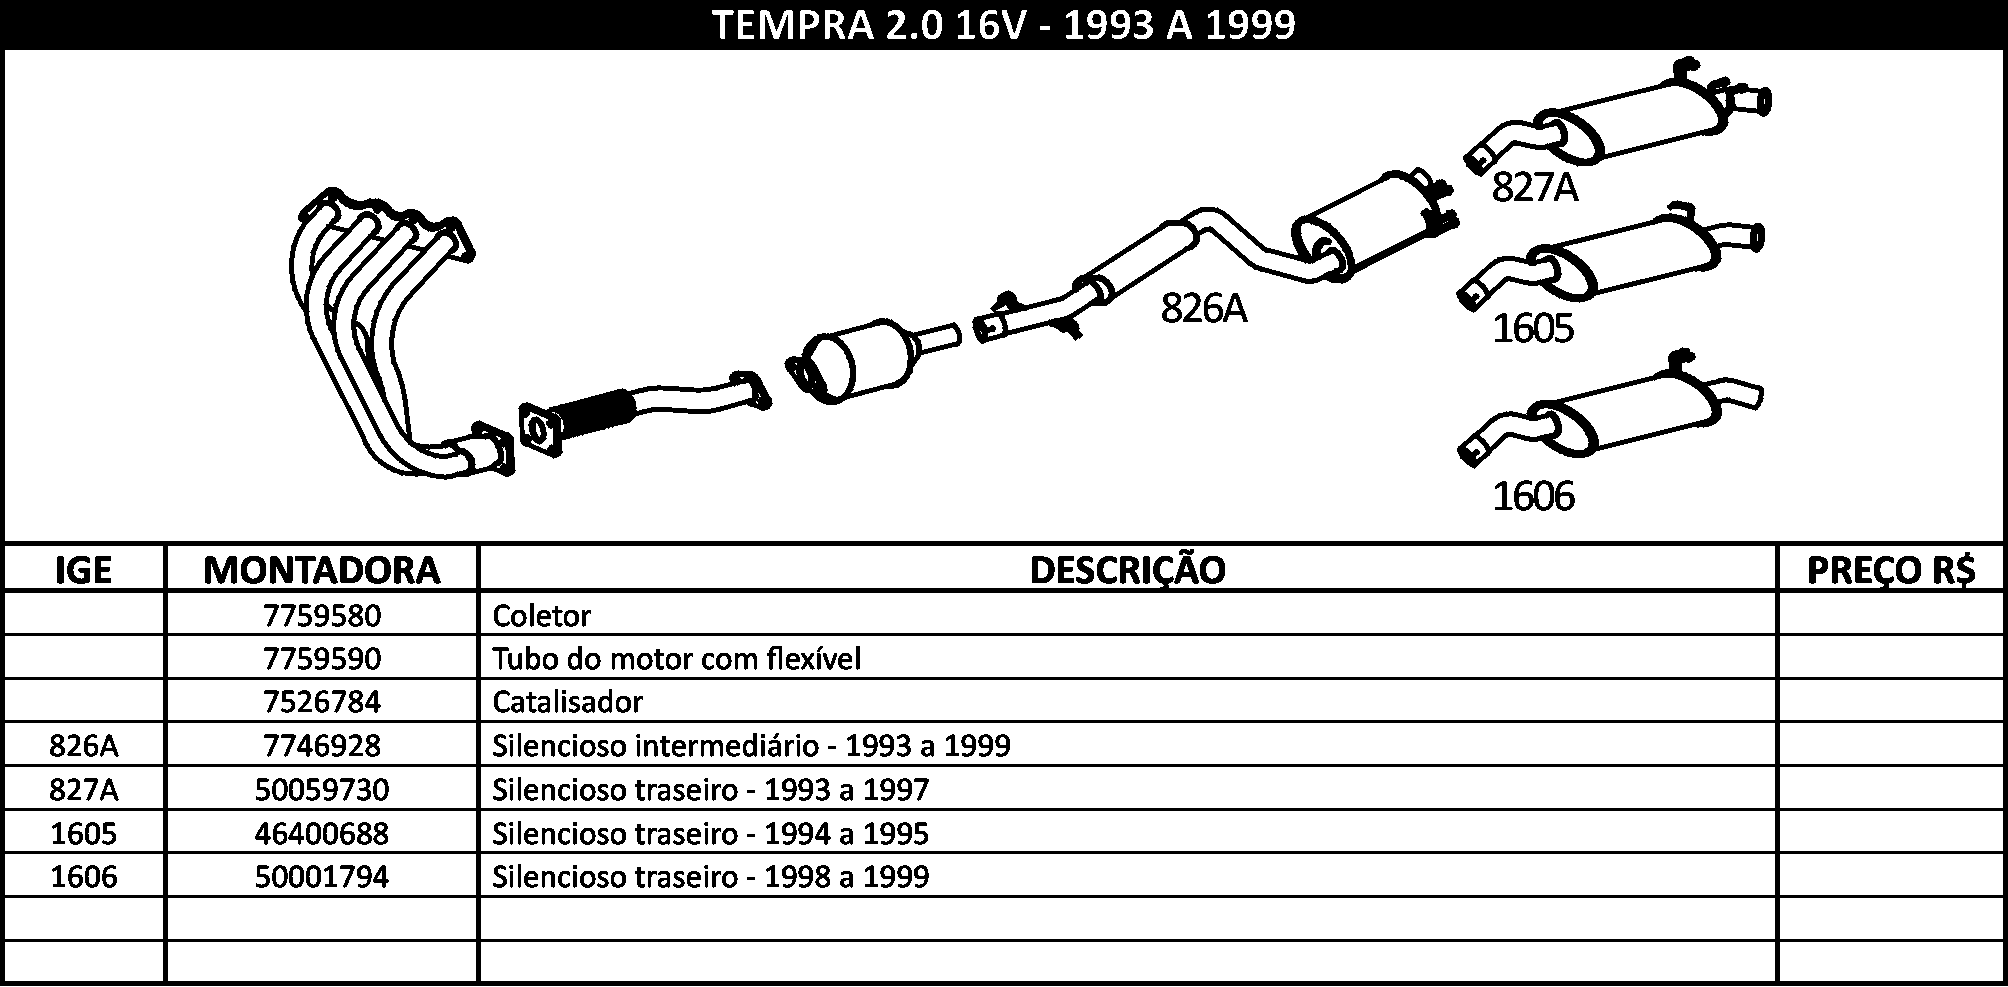 TEMPRA 2.0 16V - 1993 A 1999
827A
826A
1605
1606
IGE MONTADORA DESCRIÇÃO PREÇO R$
7759580 Coletor
7759590 Tubo do motor com flexível
7526784 Catalisador
826A 7746928 Silencioso intermediário - 1993 a 1999
827A 50059730 Silencioso traseiro - 1993 a 1997
1605 46400688 Silencioso traseiro - 1994 a 1995
1606 50001794 Silencioso traseiro - 1998 a 1999